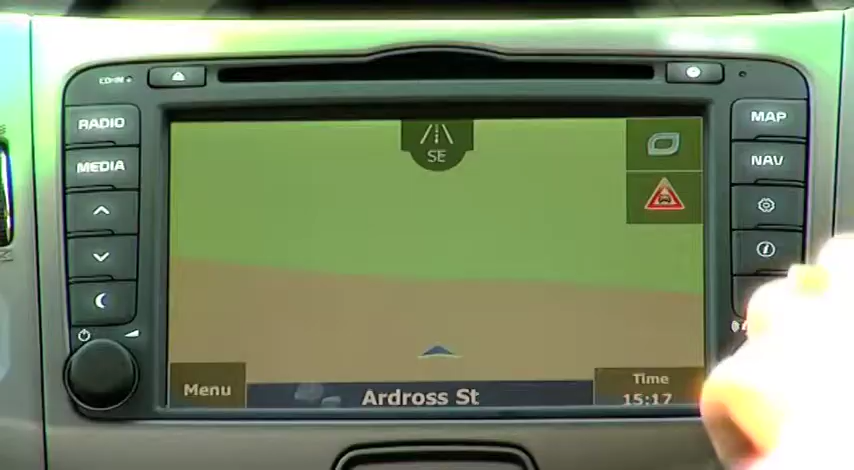 RADIO
MEDIA
MAP
NAV
SE
Menu
Ardross St
Time
15:17